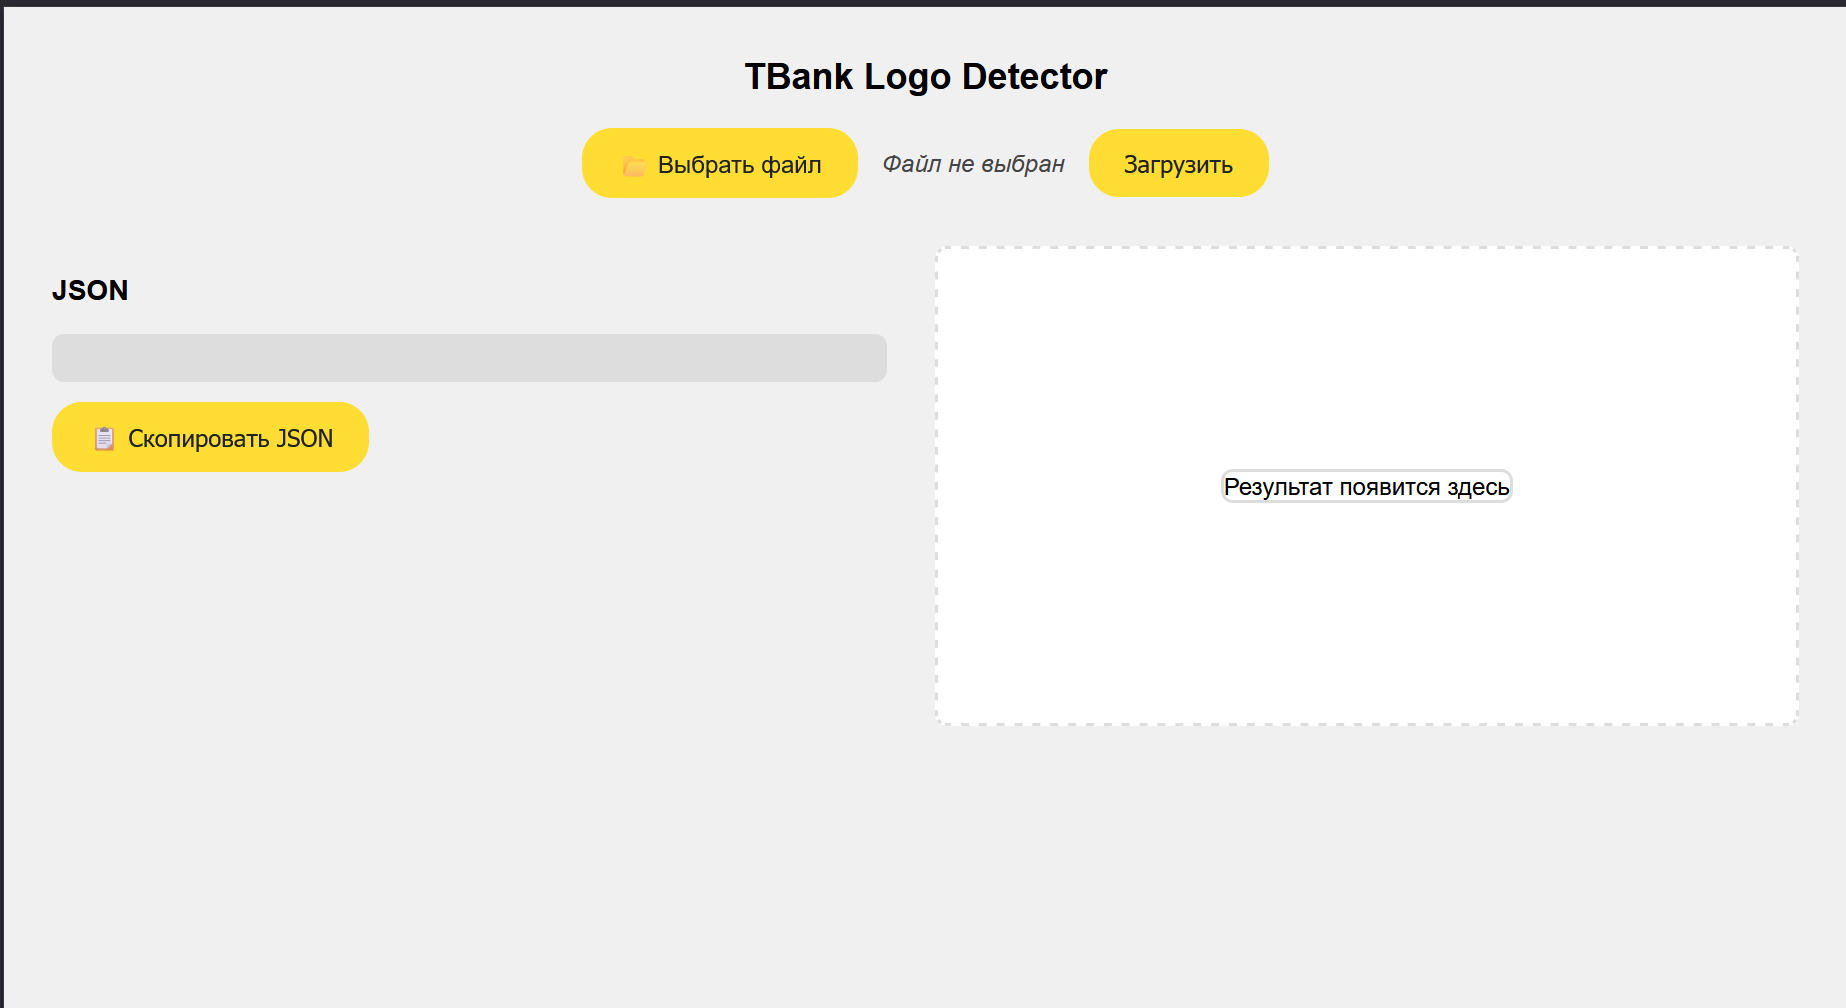 TBank Logo Detector
Выбрать файл
Файл не выбран
Загрузить
JSON
Скопировать JSON
Результат появится здесь